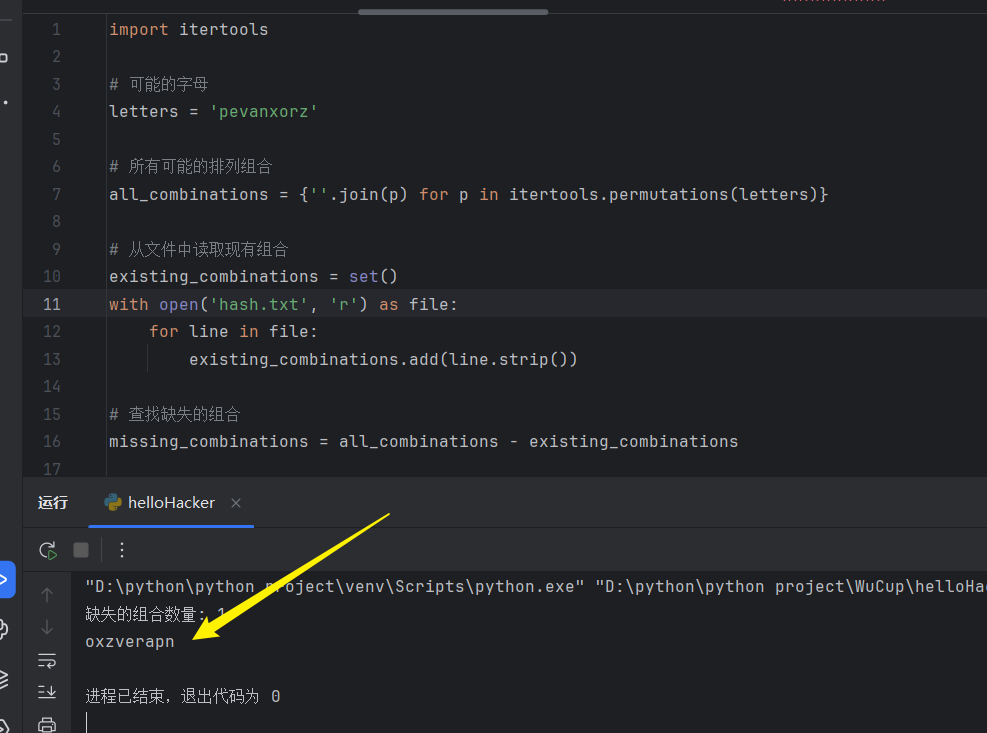 1 import itertools
2
3 # 可能的字母
4 letters = 'pevanxorz'
5
6 # 所有可能的排列组合
7 all_combinations = {''.join(p) for p in itertools.permutations(letters)}
8
9 # 从文件中读取现有组合
10 existing_combinations = set()
11 with open('hash.txt', 'r') as file:
12 for line in file:
13 existing_combinations.add(line.strip())
14
15 # 查找缺失的组合
16 missing_combinations = all_combinations - existing_combinations
17
运行 helloHacker ×
"D:\python\python project\venv\Scripts\python.exe" "D:\python\python project\WuCup\helloHac
缺失的组合数量: 1
oxzverapn
进程已结束，退出代码为 0